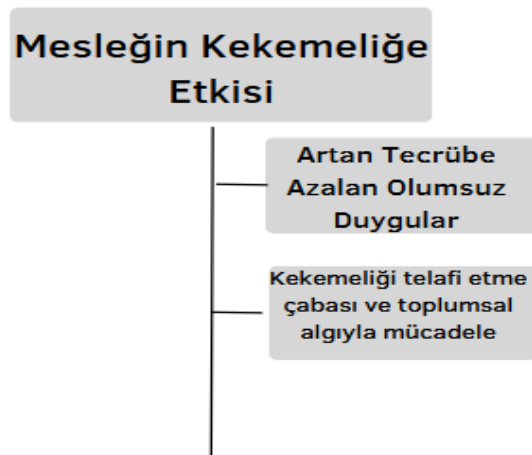 Mesleğin Kekemeliğe
Etkisi
Artan Tecrübe
Azalan Olumsuz
Duygular
Kekemeliği telafi etme
çabası ve toplumsal
algıyla mücadele